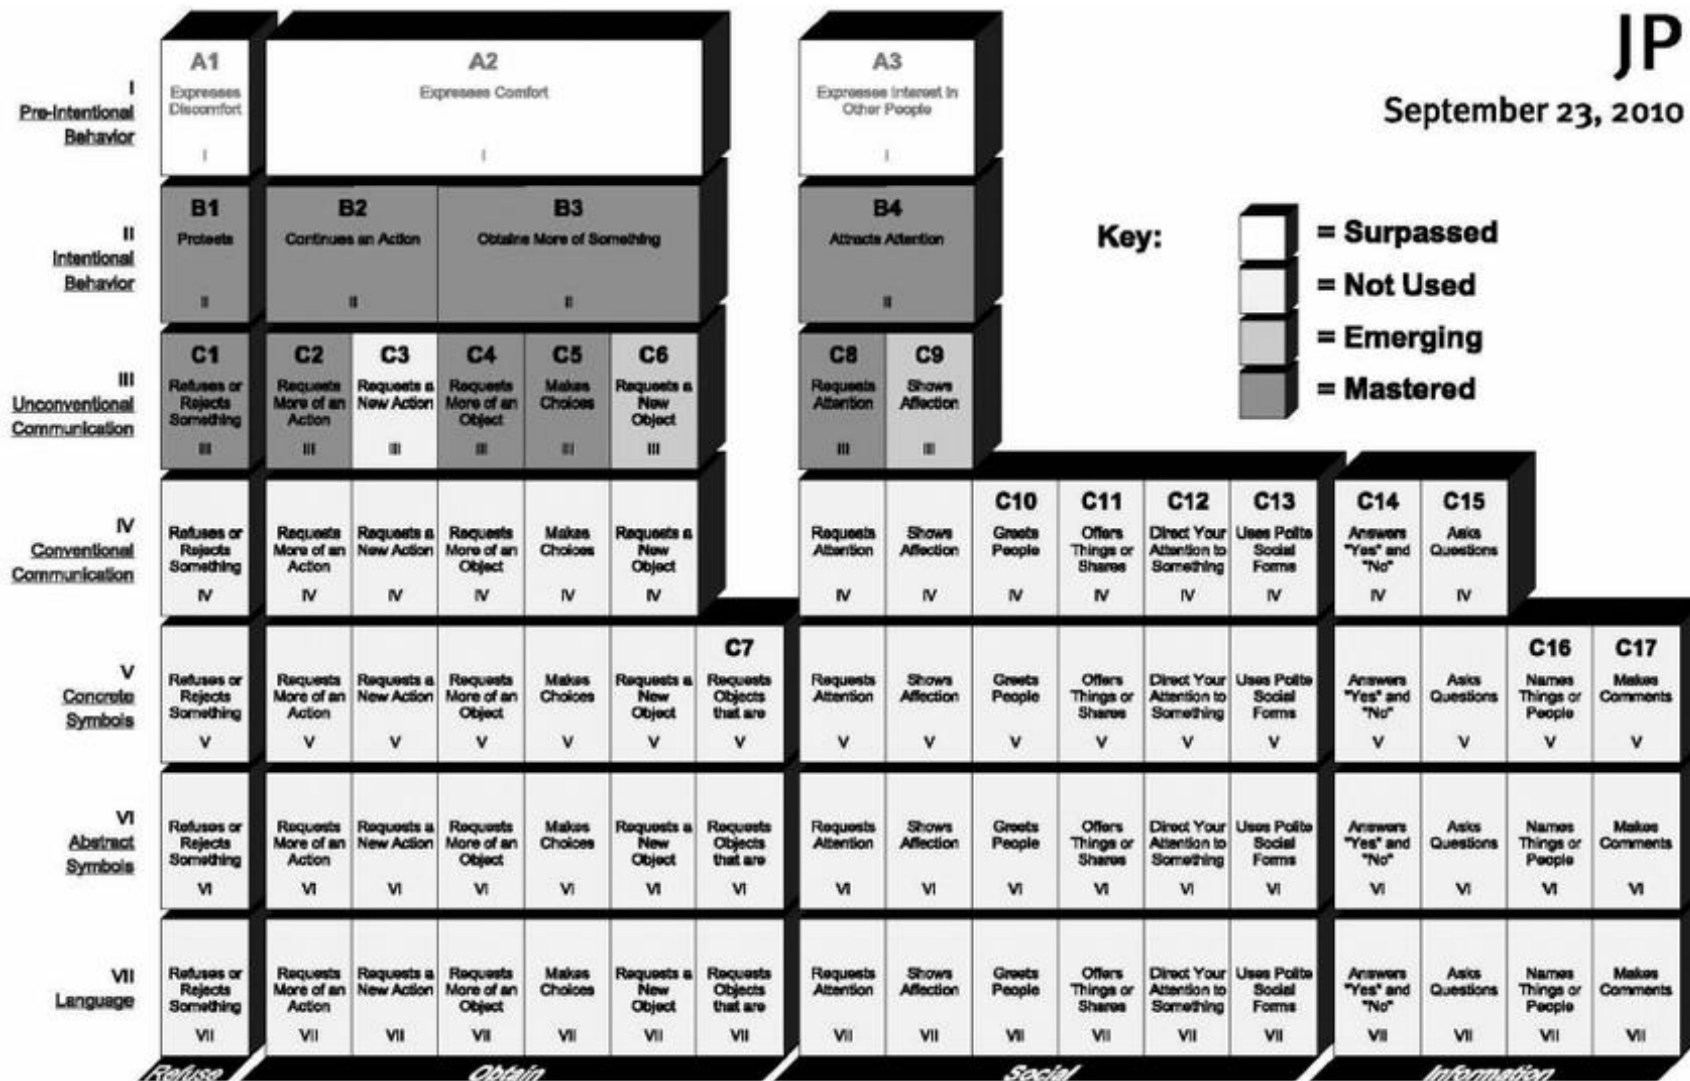 JP
September 23, 2010
Key:
= Surpassed
= Not Used
= Emerging
= Mastered
I
Pre-Intentional
Behavior
A1
Expresses
Discomfort
I
A2
Expresses Comfort
I
A3
Expresses Interest in
Other People
I
II
Intentional
Behavior
B1
Protests
II
B2
Continues an Action
II
B3
Obtains More of Something
II
B4
Attracts Attention
II
III
Unconventional
Communication
C1
Refuses or
Rejects
Something
III
C2
Requests
More of an
Action
III
C3
Requests a
New Action
III
C4
Requests
More of an
Object
III
C5
Makes
Choices
III
C6
Requests a
New
Object
III
C8
Requests
Attention
III
C9
Shows
Affection
III
IV
Conventional
Communication
Refuses or
Rejects
Something
IV
Requests
More of an
Action
IV
Requests a
New Action
IV
Requests
More of an
Object
IV
Makes
Choices
IV
Requests a
New
Object
IV
Requests
Attention
IV
Shows
Affection
IV
C10
Greets
People
IV
C11
Offers
Things or
Shares
IV
C12
Direct Your
Attention to
Something
IV
C13
Uses Polite
Social
Forms
IV
C14
Answers
"Yes" and
"No"
IV
C15
Asks
Questions
IV
V
Concrete
Symbols
Refuses or
Rejects
Something
V
Requests
More of an
Action
V
Requests a
New Action
V
Requests
More of an
Object
V
Makes
Choices
V
Requests a
New
Object
V
C7
Requests
Objects
that are
V
Requests
Attention
V
Shows
Affection
V
Greets
People
V
Offers
Things or
Shares
V
Direct Your
Attention to
Something
V
Uses Polite
Social
Forms
V
Answers
"Yes" and
"No"
V
Asks
Questions
V
C16
Names
Things or
People
V
C17
Makes
Comments
V
VI
Abstract
Symbols
Refuses or
Rejects
Something
VI
Requests
More of an
Action
VI
Requests a
New Action
VI
Requests
More of an
Object
VI
Makes
Choices
VI
Requests a
New
Object
VI
Requests
Objects
that are
VI
Requests
Attention
VI
Shows
Affection
VI
Greets
People
VI
Offers
Things or
Shares
VI
Direct Your
Attention to
Something
VI
Uses Polite
Social
Forms
VI
Answers
"Yes" and
"No"
VI
Asks
Questions
VI
Names
Things or
People
VI
Makes
Comments
VI
VII
Language
Refuses or
Rejects
Something
VII
Requests
More of an
Action
VII
Requests a
New Action
VII
Requests
More of an
Object
VII
Makes
Choices
VII
Requests a
New
Object
VII
Requests
Objects
that are
VII
Requests
Attention
VII
Shows
Affection
VII
Greets
People
VII
Offers
Things or
Shares
VII
Direct Your
Attention to
Something
VII
Uses Polite
Social
Forms
VII
Answers
"Yes" and
"No"
VII
Asks
Questions
VII
Names
Things or
People
VII
Makes
Comments
VII
Refuse
Obtain
Social
Information